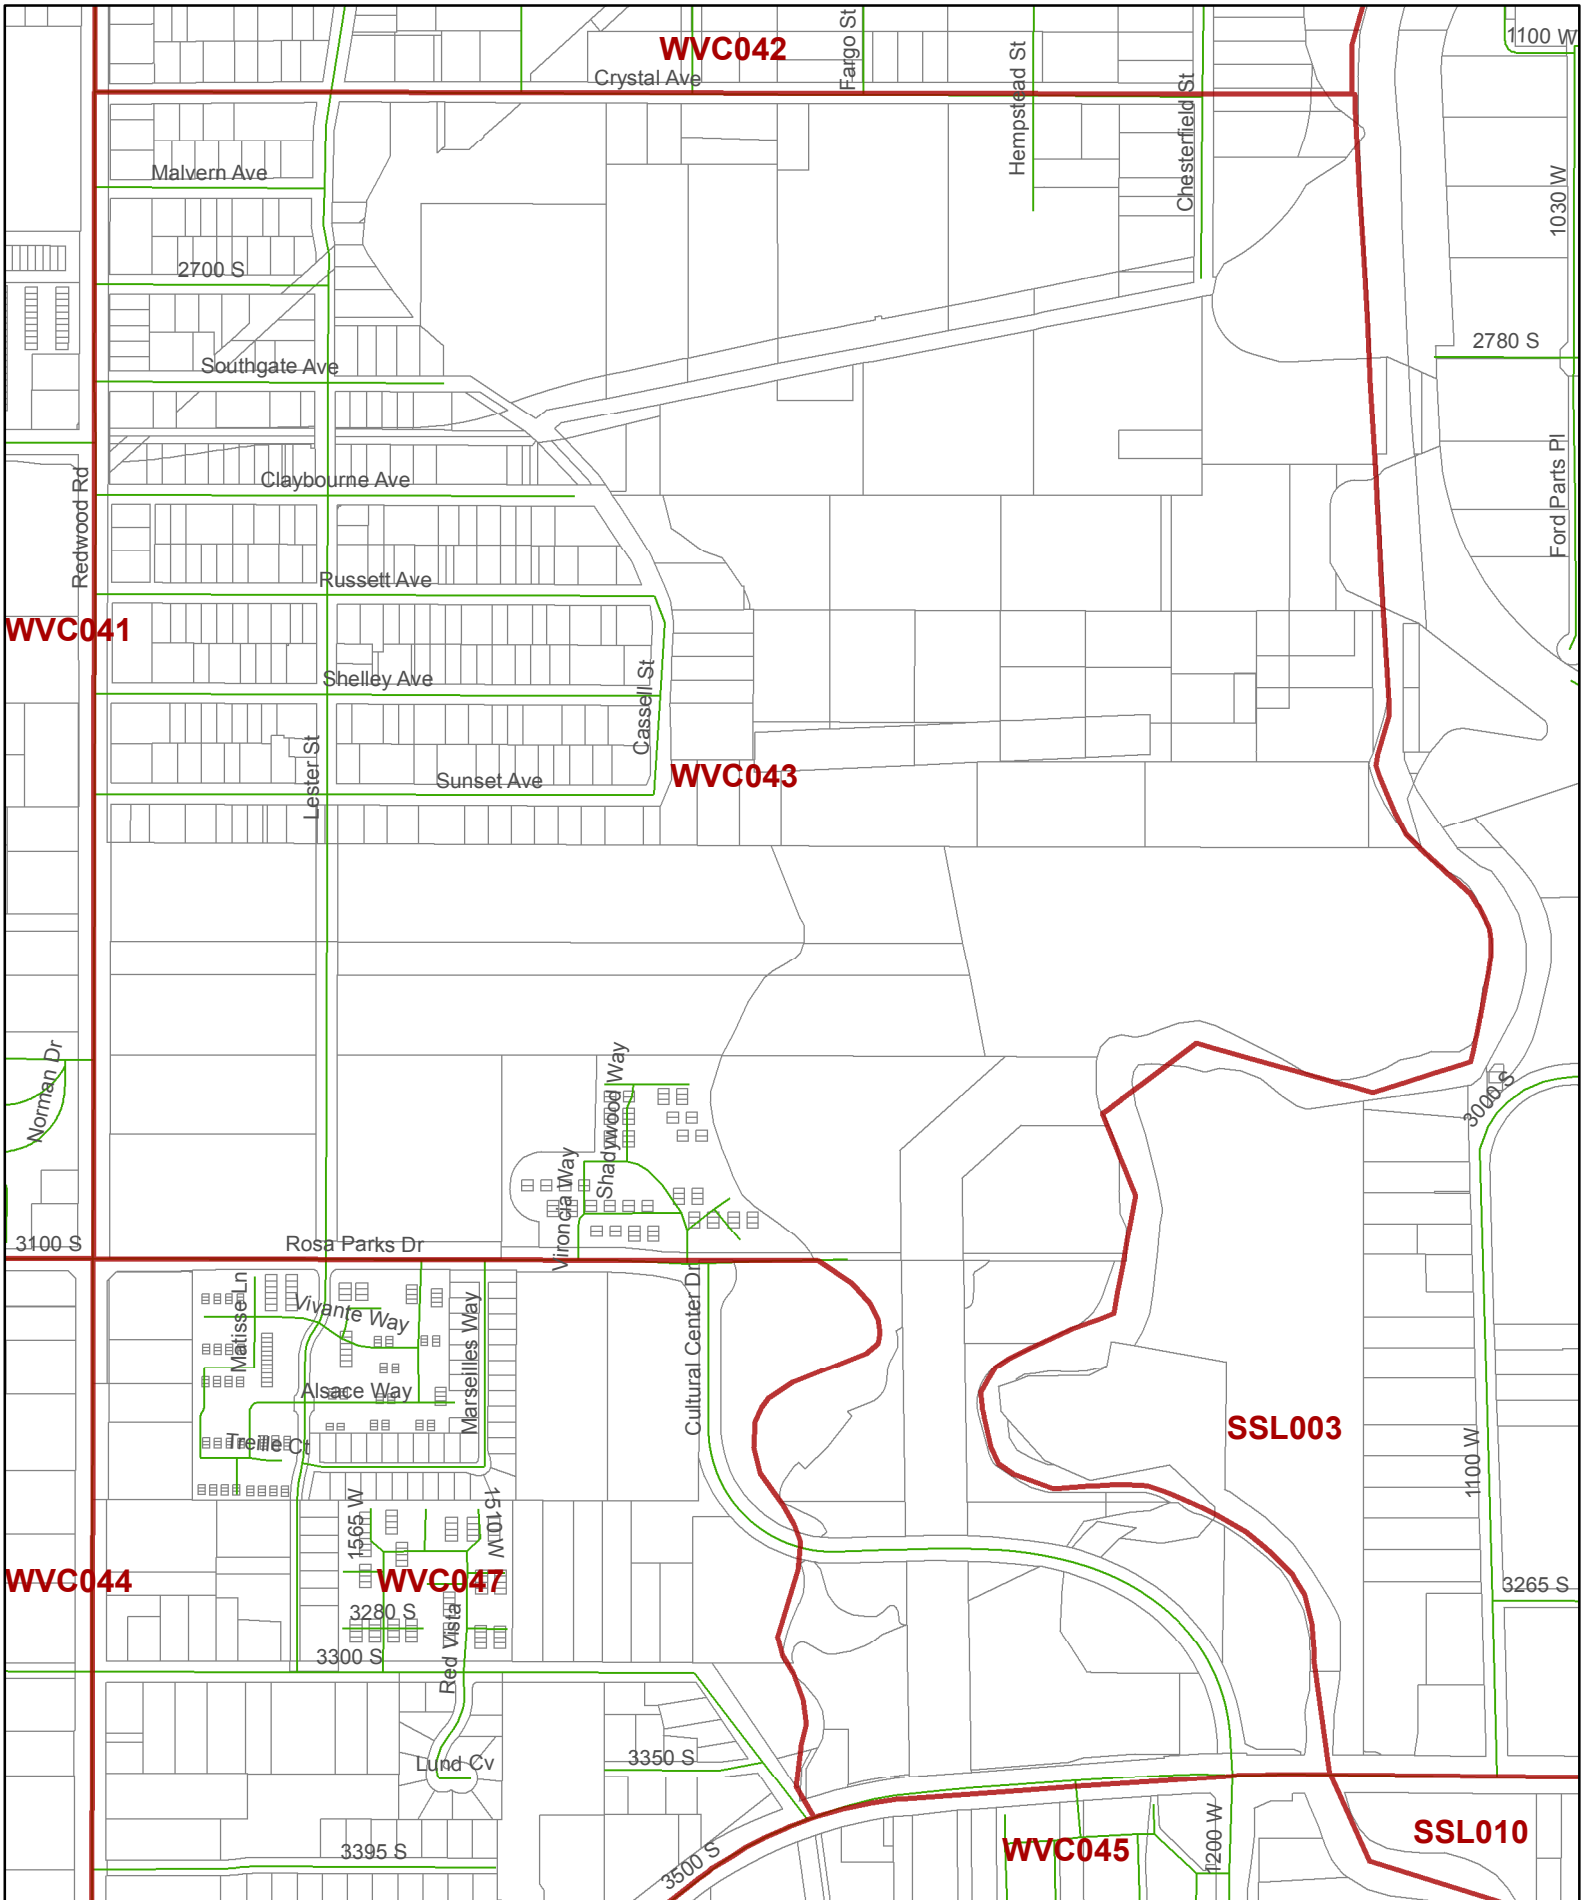 WVC042
Crystal Ave
Fargo St
Hempstead St
Chesterfield St
1100 W
Malvern Ave
1030 W
2700 S
2780 S
Southgate Ave
Claybourne Ave
Redwood Rd
Ford Parts Pl
Russett Ave
WVC041
Shelley Ave
Cassell St
Lester St
Sunset Ave
WVC043
Norman Dr
Shadywood Way
3000 S
Vironcia Way
3100 S
Rosa Parks Dr
Matisse Ln
Vivante Way
Marseilles Way
Cultural Center Dr
Alsace Way
SSL003
Treille Ct
1100 W
1565 W
1510 W
WVC044
WVC047
3265 S
3280 S
Red Vista
3300 S
Lund Cv
3350 S
3395 S
3500 S
WVC045
1200 W
SSL010